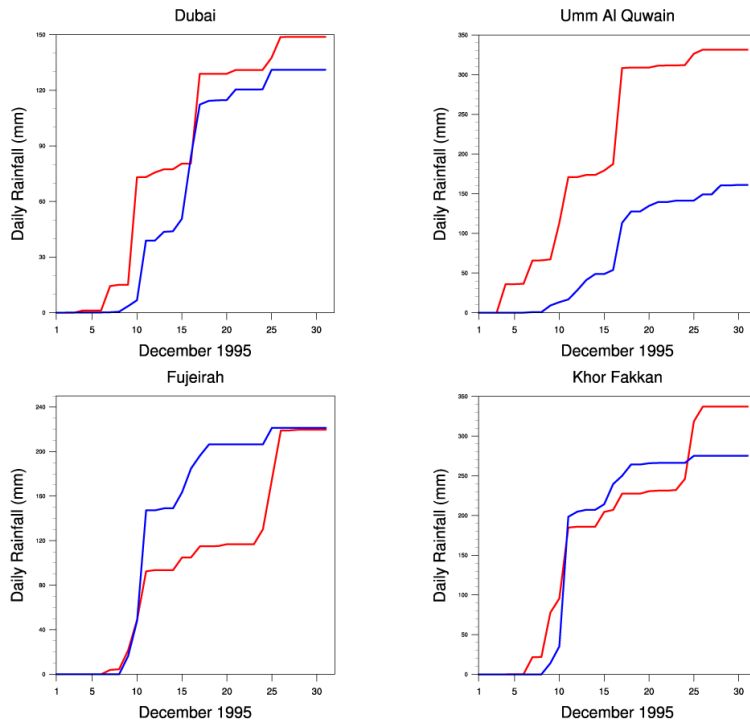 Dubai
150
120
90
60
30
0
Daily Rainfall (mm)
1 5 10 15 20 25 30
December 1995
Umm Al Quwain
350
300
250
200
150
100
50
0
Daily Rainfall (mm)
1 5 10 15 20 25 30
December 1995
Fujeirah
240
200
160
120
80
40
0
Daily Rainfall (mm)
1 5 10 15 20 25 30
December 1995
Khor Fakkan
350
300
250
200
150
100
50
0
Daily Rainfall (mm)
1 5 10 15 20 25 30
December 1995